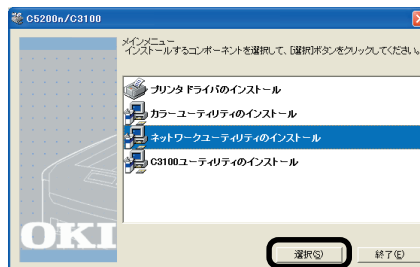 C5200n/C3100
メインメニュー
インストールするコンポーネントを選択して、[選択]ボタンをクリックしてください。
プリンタドライバのインストール
カラーユーティリティのインストール
ネットワークユーティリティのインストール
C3100ユーティリティのインストール
OKI
選択(S)
終了(E)